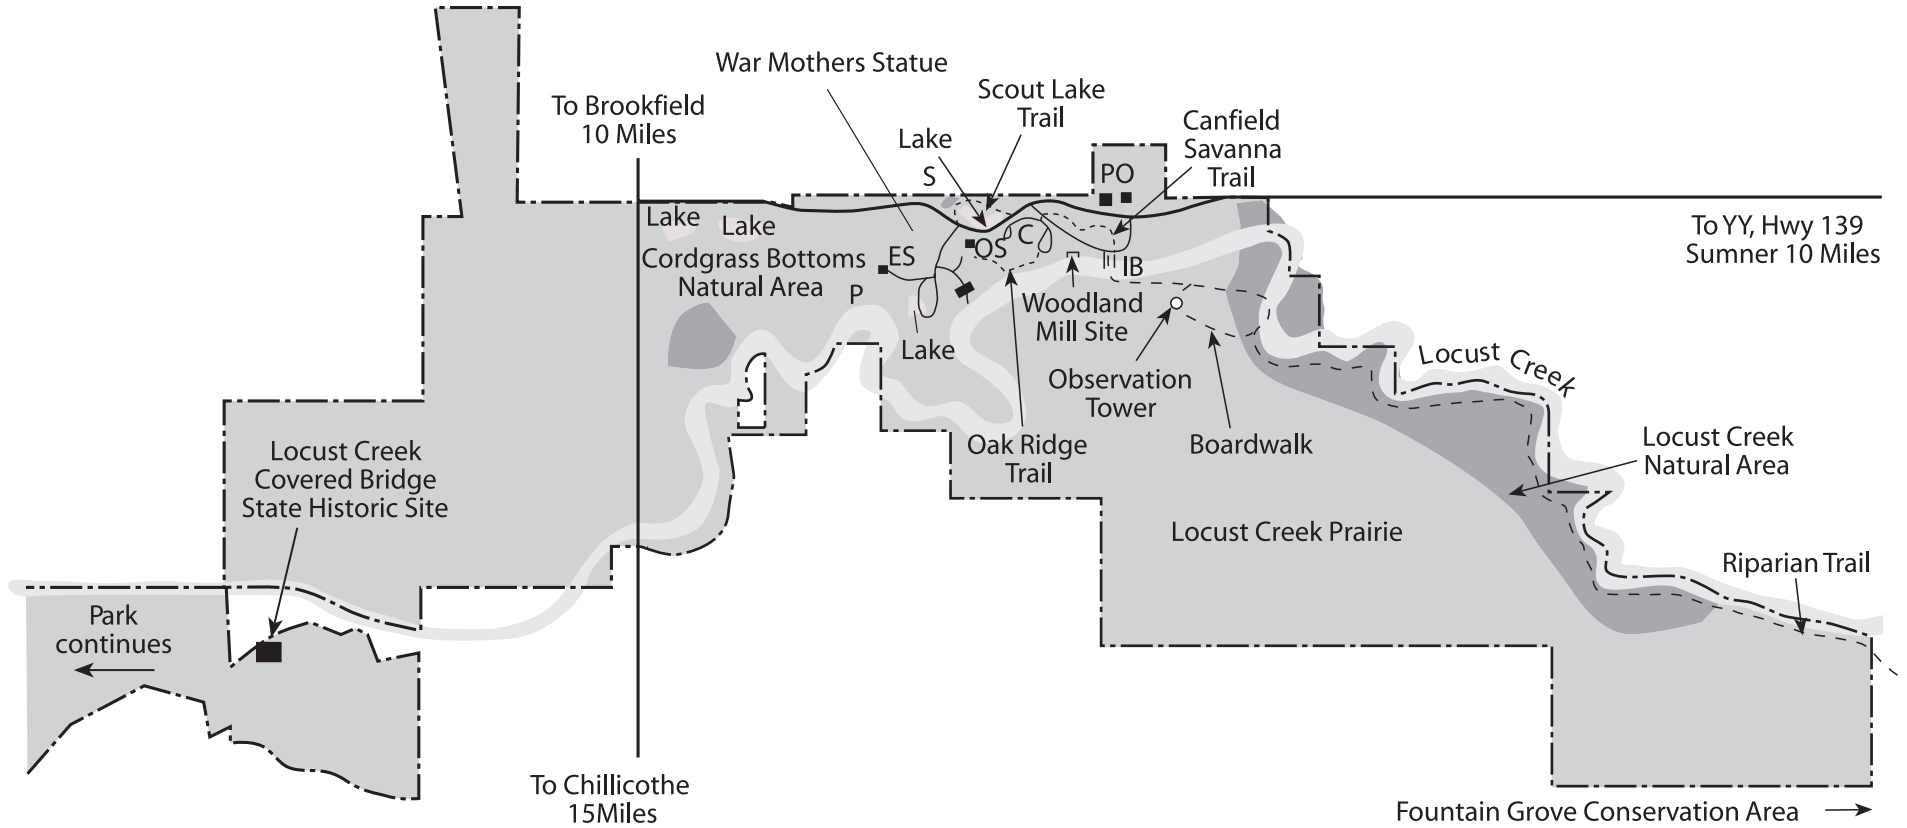 War Mothers Statue
Scout Lake
Trail
To Brookfield
10 Miles
Canfield
Savanna
Trail
Lake
S
PO
Lake
Lake
To YY, Hwy 139
Sumner 10 Miles
ES
OS
C
Cordgrass Bottoms
Natural Area
P
IB
Woodland
Mill Site
Lake
Locust Creek
Observation
Tower
Boardwalk
Oak Ridge
Trail
Locust Creek
Natural Area
Locust Creek
Covered Bridge
State Historic Site
Locust Creek Prairie
Riparian Trail
Park
continues
To Chillicothe
15Miles
Fountain Grove Conservation Area